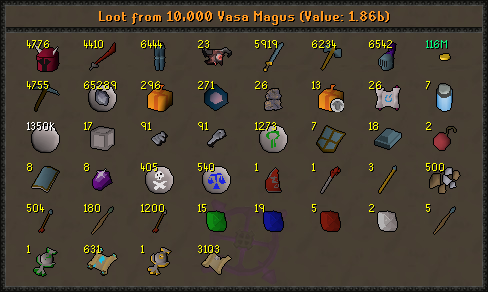 Loot from 10,000 Vasa Magus (Value: 1.86b)
4776 4410 6444 23 5919 6234 6542 116M
4755 65289 296 271 26 13 26 7
1350K 17 91 91 1273 7 18 2
8 8 405 540 1 1 3 500
504 180 1200 15 19 5 2 5
1 631 1 3103